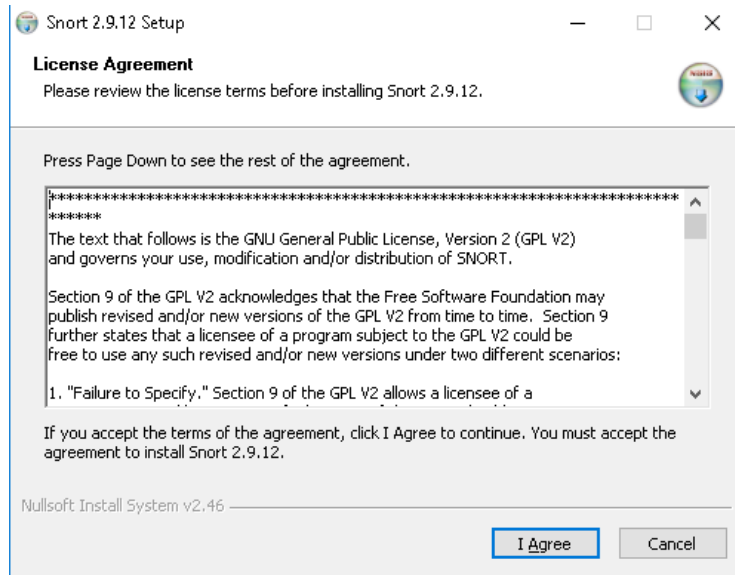 Snort 2.9.12 Setup
License Agreement
Please review the license terms before installing Snort 2.9.12.
Press Page Down to see the rest of the agreement.
************************************************************************
******
The text that follows is the GNU General Public License, Version 2 (GPL V2)
and governs your use, modification and/or distribution of SNORT.
Section 9 of the GPL V2 acknowledges that the Free Software Foundation may
publish revised and/or new versions of the GPL V2 from time to time.  Section 9
further states that a licensee of a program subject to the GPL V2 could be
free to use any such revised and/or new versions under two different scenarios:
1. "Failure to Specify." Section 9 of the GPL V2 allows a licensee of a
If you accept the terms of the agreement, click I Agree to continue. You must accept the
agreement to install Snort 2.9.12.
Nullsoft Install System v2.46
I Agree
Cancel